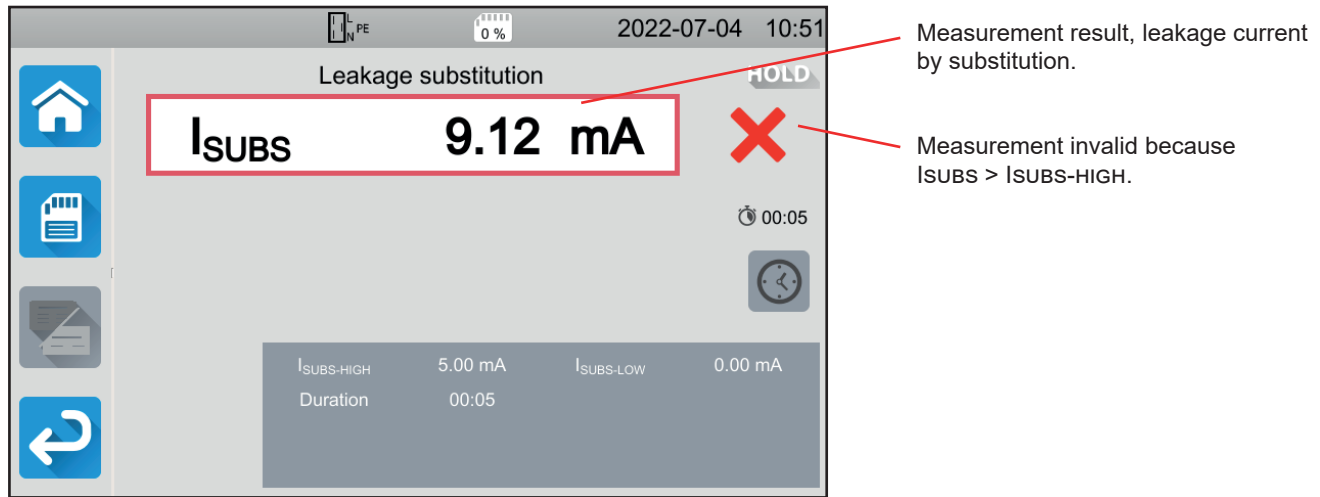 L
N PE
0 %
2022-07-04 10:51
Leakage substitution
HOLD
ISUBS 9.12 mA
00:05
ISUBS-HIGH 5.00 mA ISUBS-LOW 0.00 mA
Duration 00:05
Measurement result, leakage current
by substitution.
Measurement invalid because
ISUBS > ISUBS-HIGH.